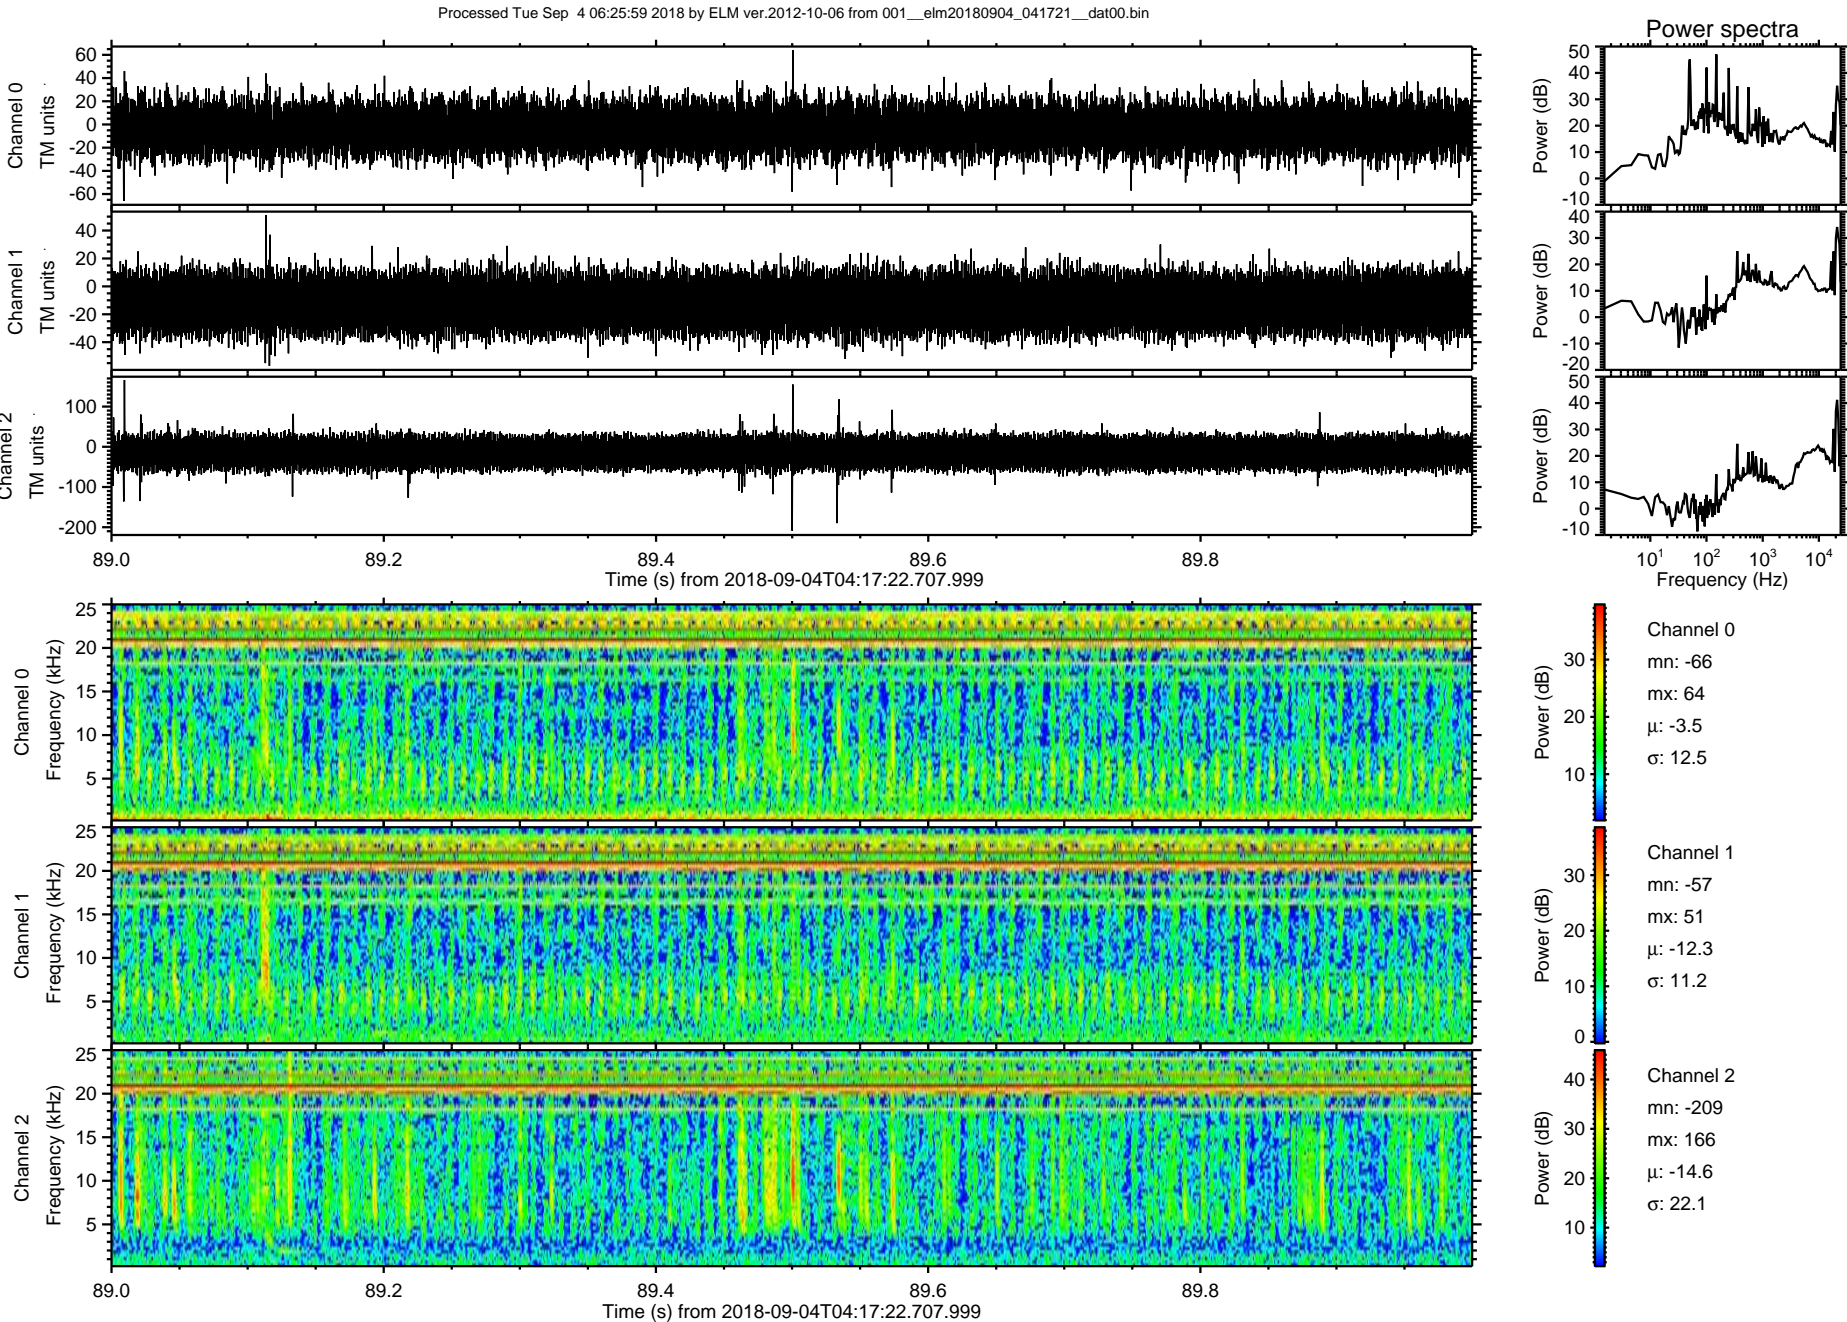 Processed Tue Sep 4 06:25:59 2018 by ELM ver.2012-10-06 from 001__elm20180904_041721__dat00.bin
Power spectra
Channel 0
TM units
60
40
20
0
-20
-40
-60
Power (dB)
50
40
30
20
10
0
-10
Channel 1
TM units
40
20
0
-20
-40
Power (dB)
40
30
20
10
0
-10
-20
Channel 2
TM units
100
0
-100
-200
Power (dB)
50
40
30
20
10
0
-10
89.0 89.2 89.4 89.6 89.8
Time (s) from 2018-09-04T04:17:22.707.999
10^1 10^2 10^3 10^4
Frequency (Hz)
Channel 0
Frequency (kHz)
25
20
15
10
5
Power (dB)
30
20
10
Channel 0
mn: -66
mx: 64
μ: -3.5
σ: 12.5
Channel 1
Frequency (kHz)
25
20
15
10
5
Power (dB)
30
20
10
0
Channel 1
mn: -57
mx: 51
μ: -12.3
σ: 11.2
Channel 2
Frequency (kHz)
25
20
15
10
5
Power (dB)
40
30
20
10
Channel 2
mn: -209
mx: 166
μ: -14.6
σ: 22.1
89.0 89.2 89.4 89.6 89.8
Time (s) from 2018-09-04T04:17:22.707.999